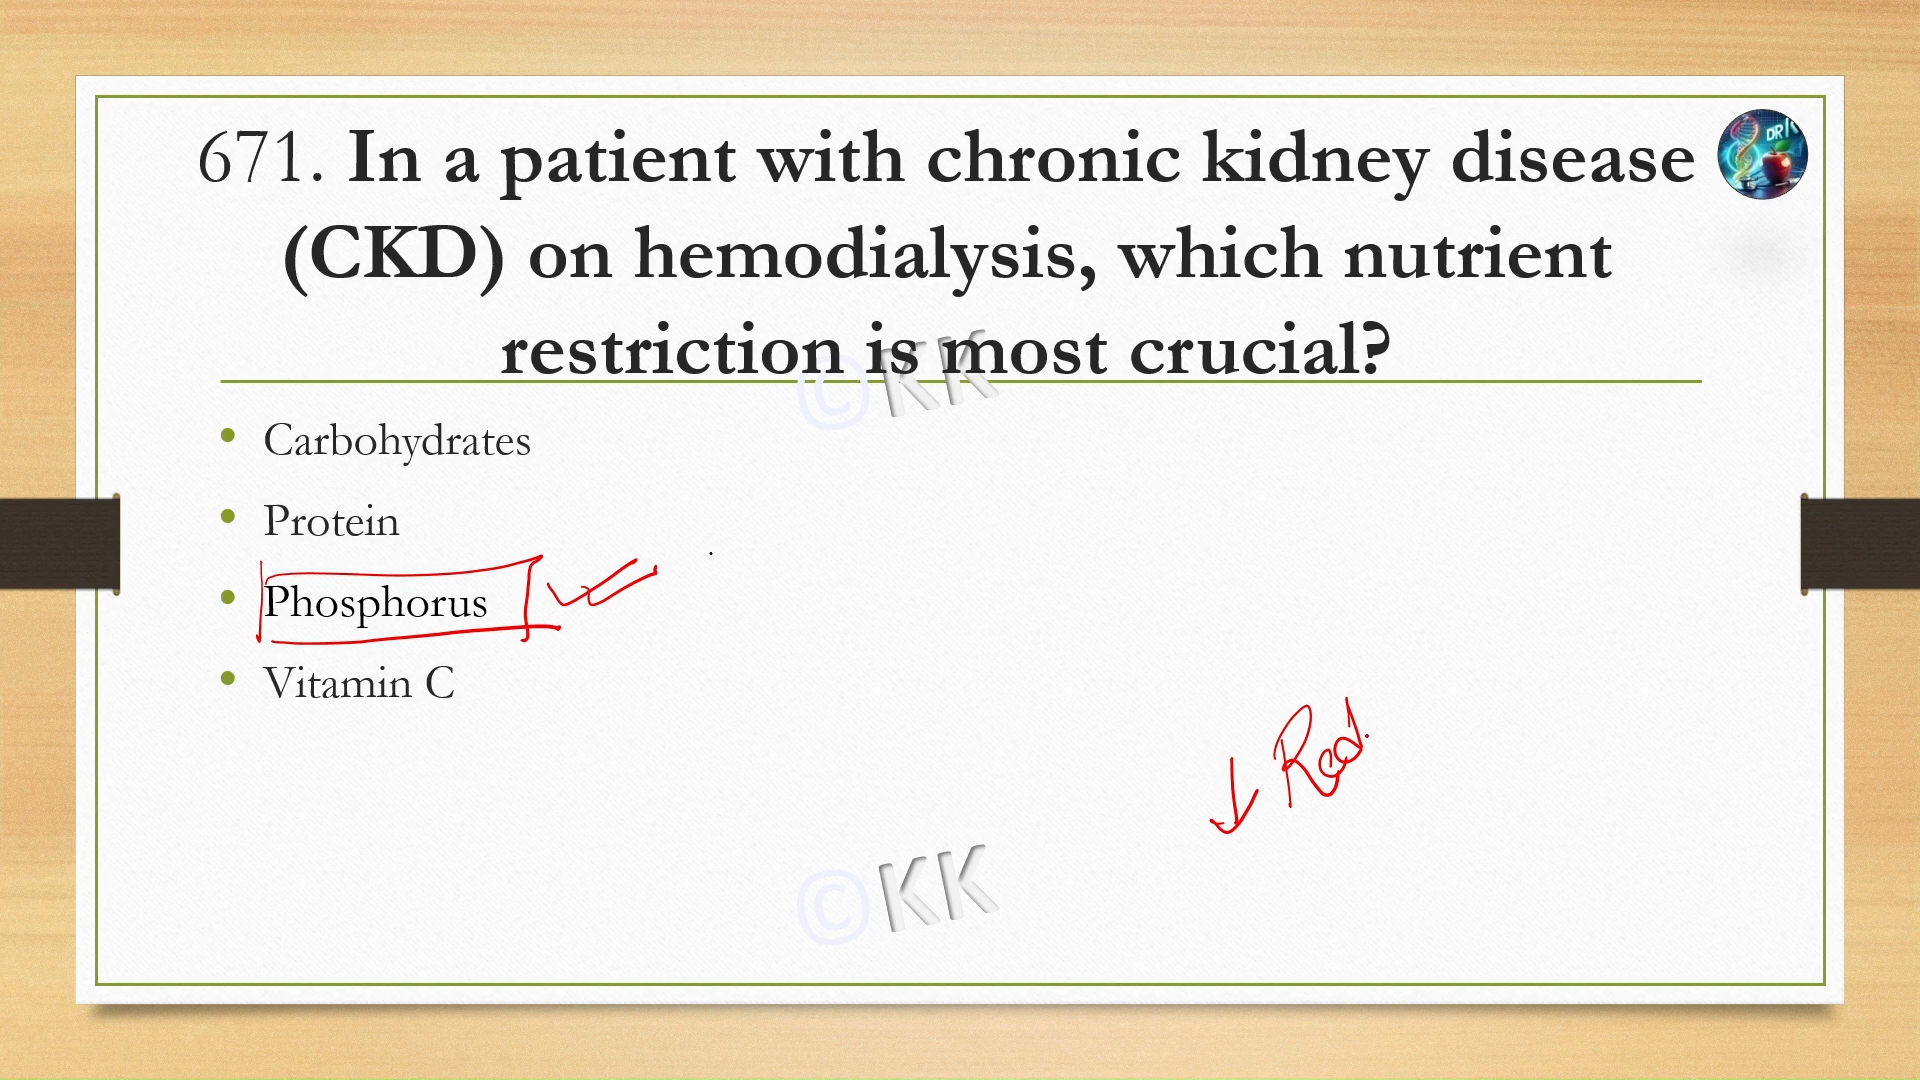 671. In a patient with chronic kidney disease
(CKD) on hemodialysis, which nutrient
restriction is most crucial?
©KK
• Carbohydrates
• Protein
• Phosphorus
• Vitamin C
↓ Red.
©KK